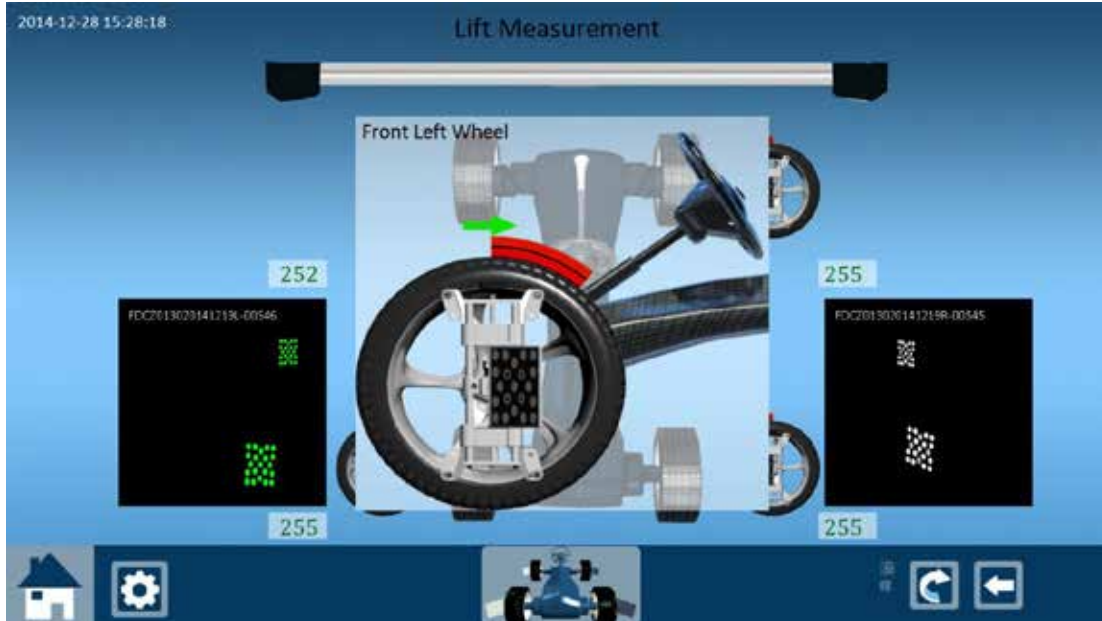 2014-12-28 15:28:18
Lift Measurement
Front Left Wheel
252
255
FDC2013020141219L-00546
FDC2013020141219R-00545
255
255